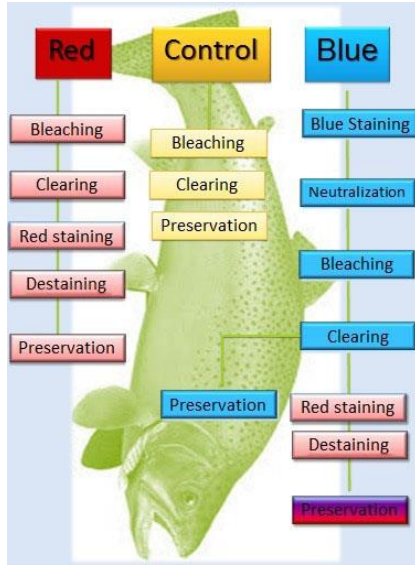 Red
Control
Blue
Bleaching
Clearing
Red staining
Destaining
Preservation
Bleaching
Clearing
Preservation
Blue Staining
Neutralization
Bleaching
Clearing
Preservation
Red staining
Destaining
Preservation